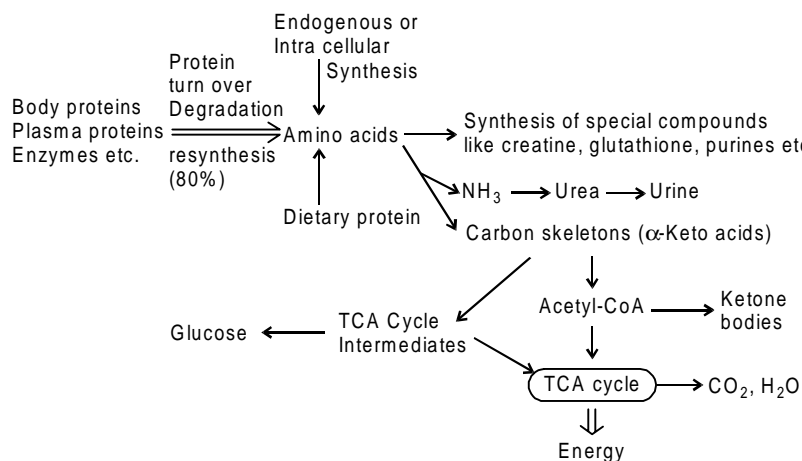 Endogenous or
Intra cellular
Synthesis
Protein
turn over
Degradation
Body proteins
Plasma proteins
Enzymes etc.
resynthesis
(80%)
Amino acids
Synthesis of special compounds
like creatine, glutathione, purines etc
NH3
Urea
Urine
Dietary protein
Carbon skeletons (α-Keto acids)
Acetyl-CoA
Ketone
bodies
Glucose
TCA Cycle
Intermediates
TCA cycle
CO2, H2O
Energy